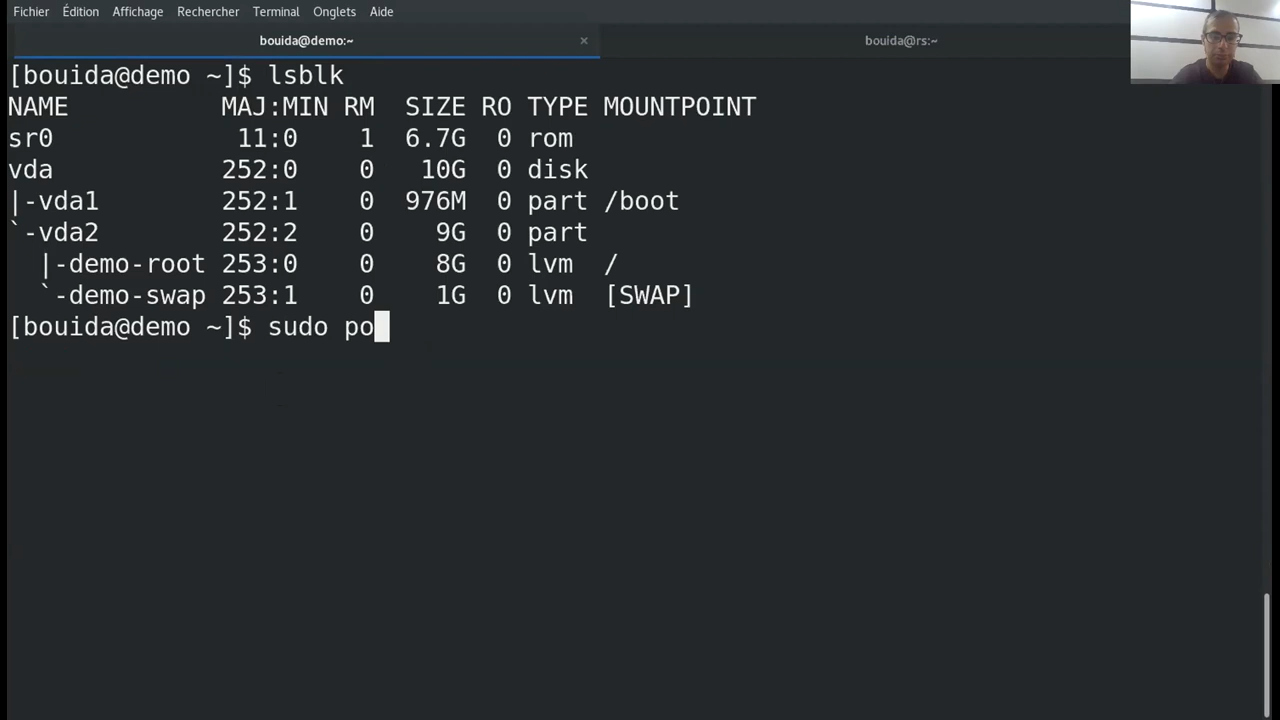 Fichier Édition Affichage Rechercher Terminal Onglets Aide
bouida@demo:~ × bouida@rs:~
[bouida@demo ~]$ lsblk
NAME MAJ:MIN RM SIZE RO TYPE MOUNTPOINT
sr0 11:0 1 6.7G 0 rom
vda 252:0 0 10G 0 disk
|-vda1 252:1 0 976M 0 part /boot
`-vda2 252:2 0 9G 0 part
|-demo-root 253:0 0 8G 0 lvm /
`-demo-swap 253:1 0 1G 0 lvm [SWAP]
[bouida@demo ~]$ sudo po